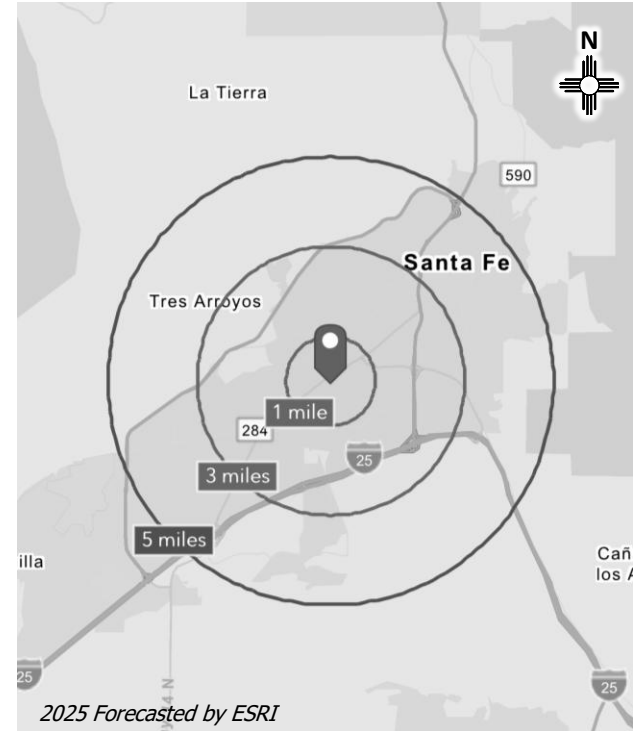 N
La Tierra
590
Santa Fe
Tres Arroyos
1 mile
284
25
3 miles
5 miles
illa
Cañ
los A
25
25
2025 Forecasted by ESRI